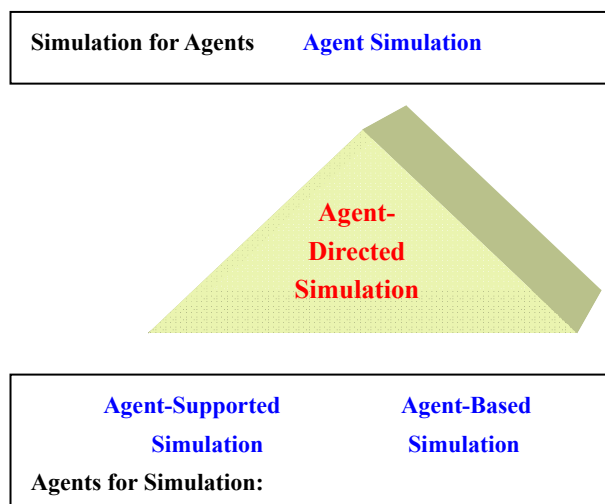 Simulation for Agents Agent Simulation
Agent-
Directed
Simulation
Agent-Supported Agent-Based
Simulation Simulation
Agents for Simulation: